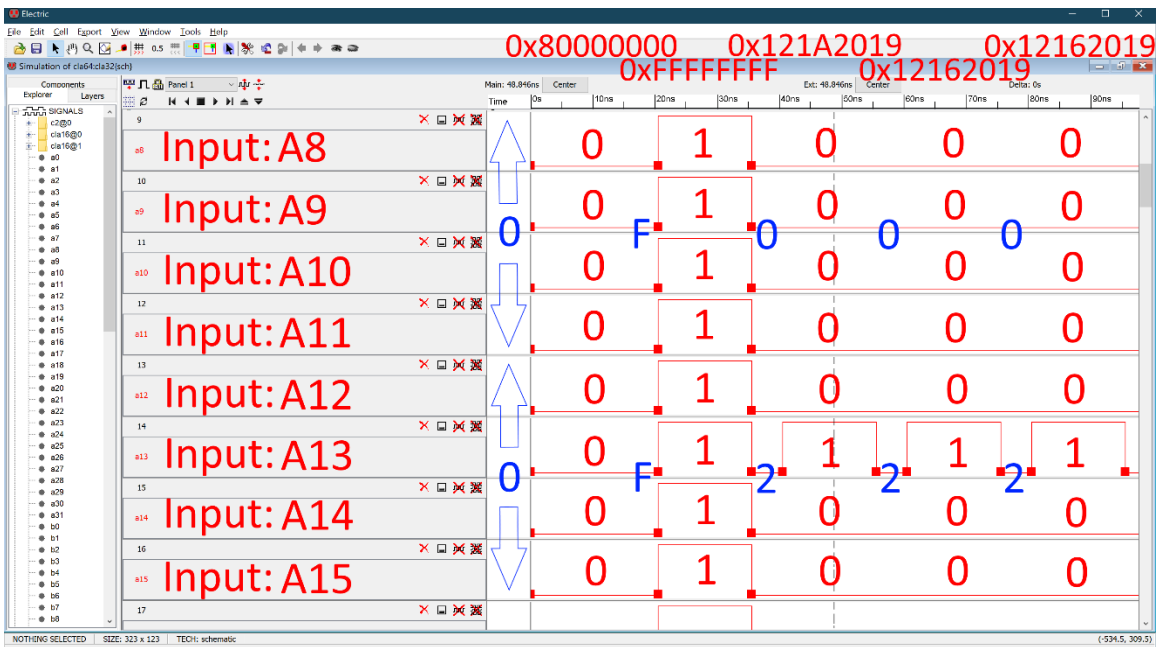 Electric
File Edit Cell Export View Window Tools Help
0.5
0x80000000 0x121A2019 0x12162019
0xFFFFFFFF 0x12162019
Simulation of cla64:cla32{sch}
Components
Explorer Layers
Panel 1
Main: 48.846ns Center Ext: 48.846ns Center Delta: 0s
Time 0s 10ns 20ns 30ns 40ns 50ns 60ns 70ns 80ns 90ns
SIGNALS
c2@0
cla16@0
cla16@1
a0
a1
a2
a3
a4
a5
a6
a7
a8
a9
a10
a11
a12
a13
a14
a15
a16
a17
a18
a19
a20
a21
a22
a23
a24
a25
a26
a27
a28
a29
a30
a31
b0
b1
b2
b3
b4
b5
b6
b7
b8
9
a8 Input: A8 0 1 0 0 0
10
a9 Input: A9 0 1 0 0 0
0 F 0 0 0
11
a10 Input: A10 0 1 0 0 0
12
a11 Input: A11 0 1 0 0 0
13
a12 Input: A12 0 1 0 0 0
14
a13 Input: A13 0 1 1 1 1
0 F 2 2 2
15
a14 Input: A14 0 1 0 0 0
16
a15 Input: A15 0 1 0 0 0
17
NOTHING SELECTED SIZE: 323 x 123 TECH: schematic (-534.5, 309.5)